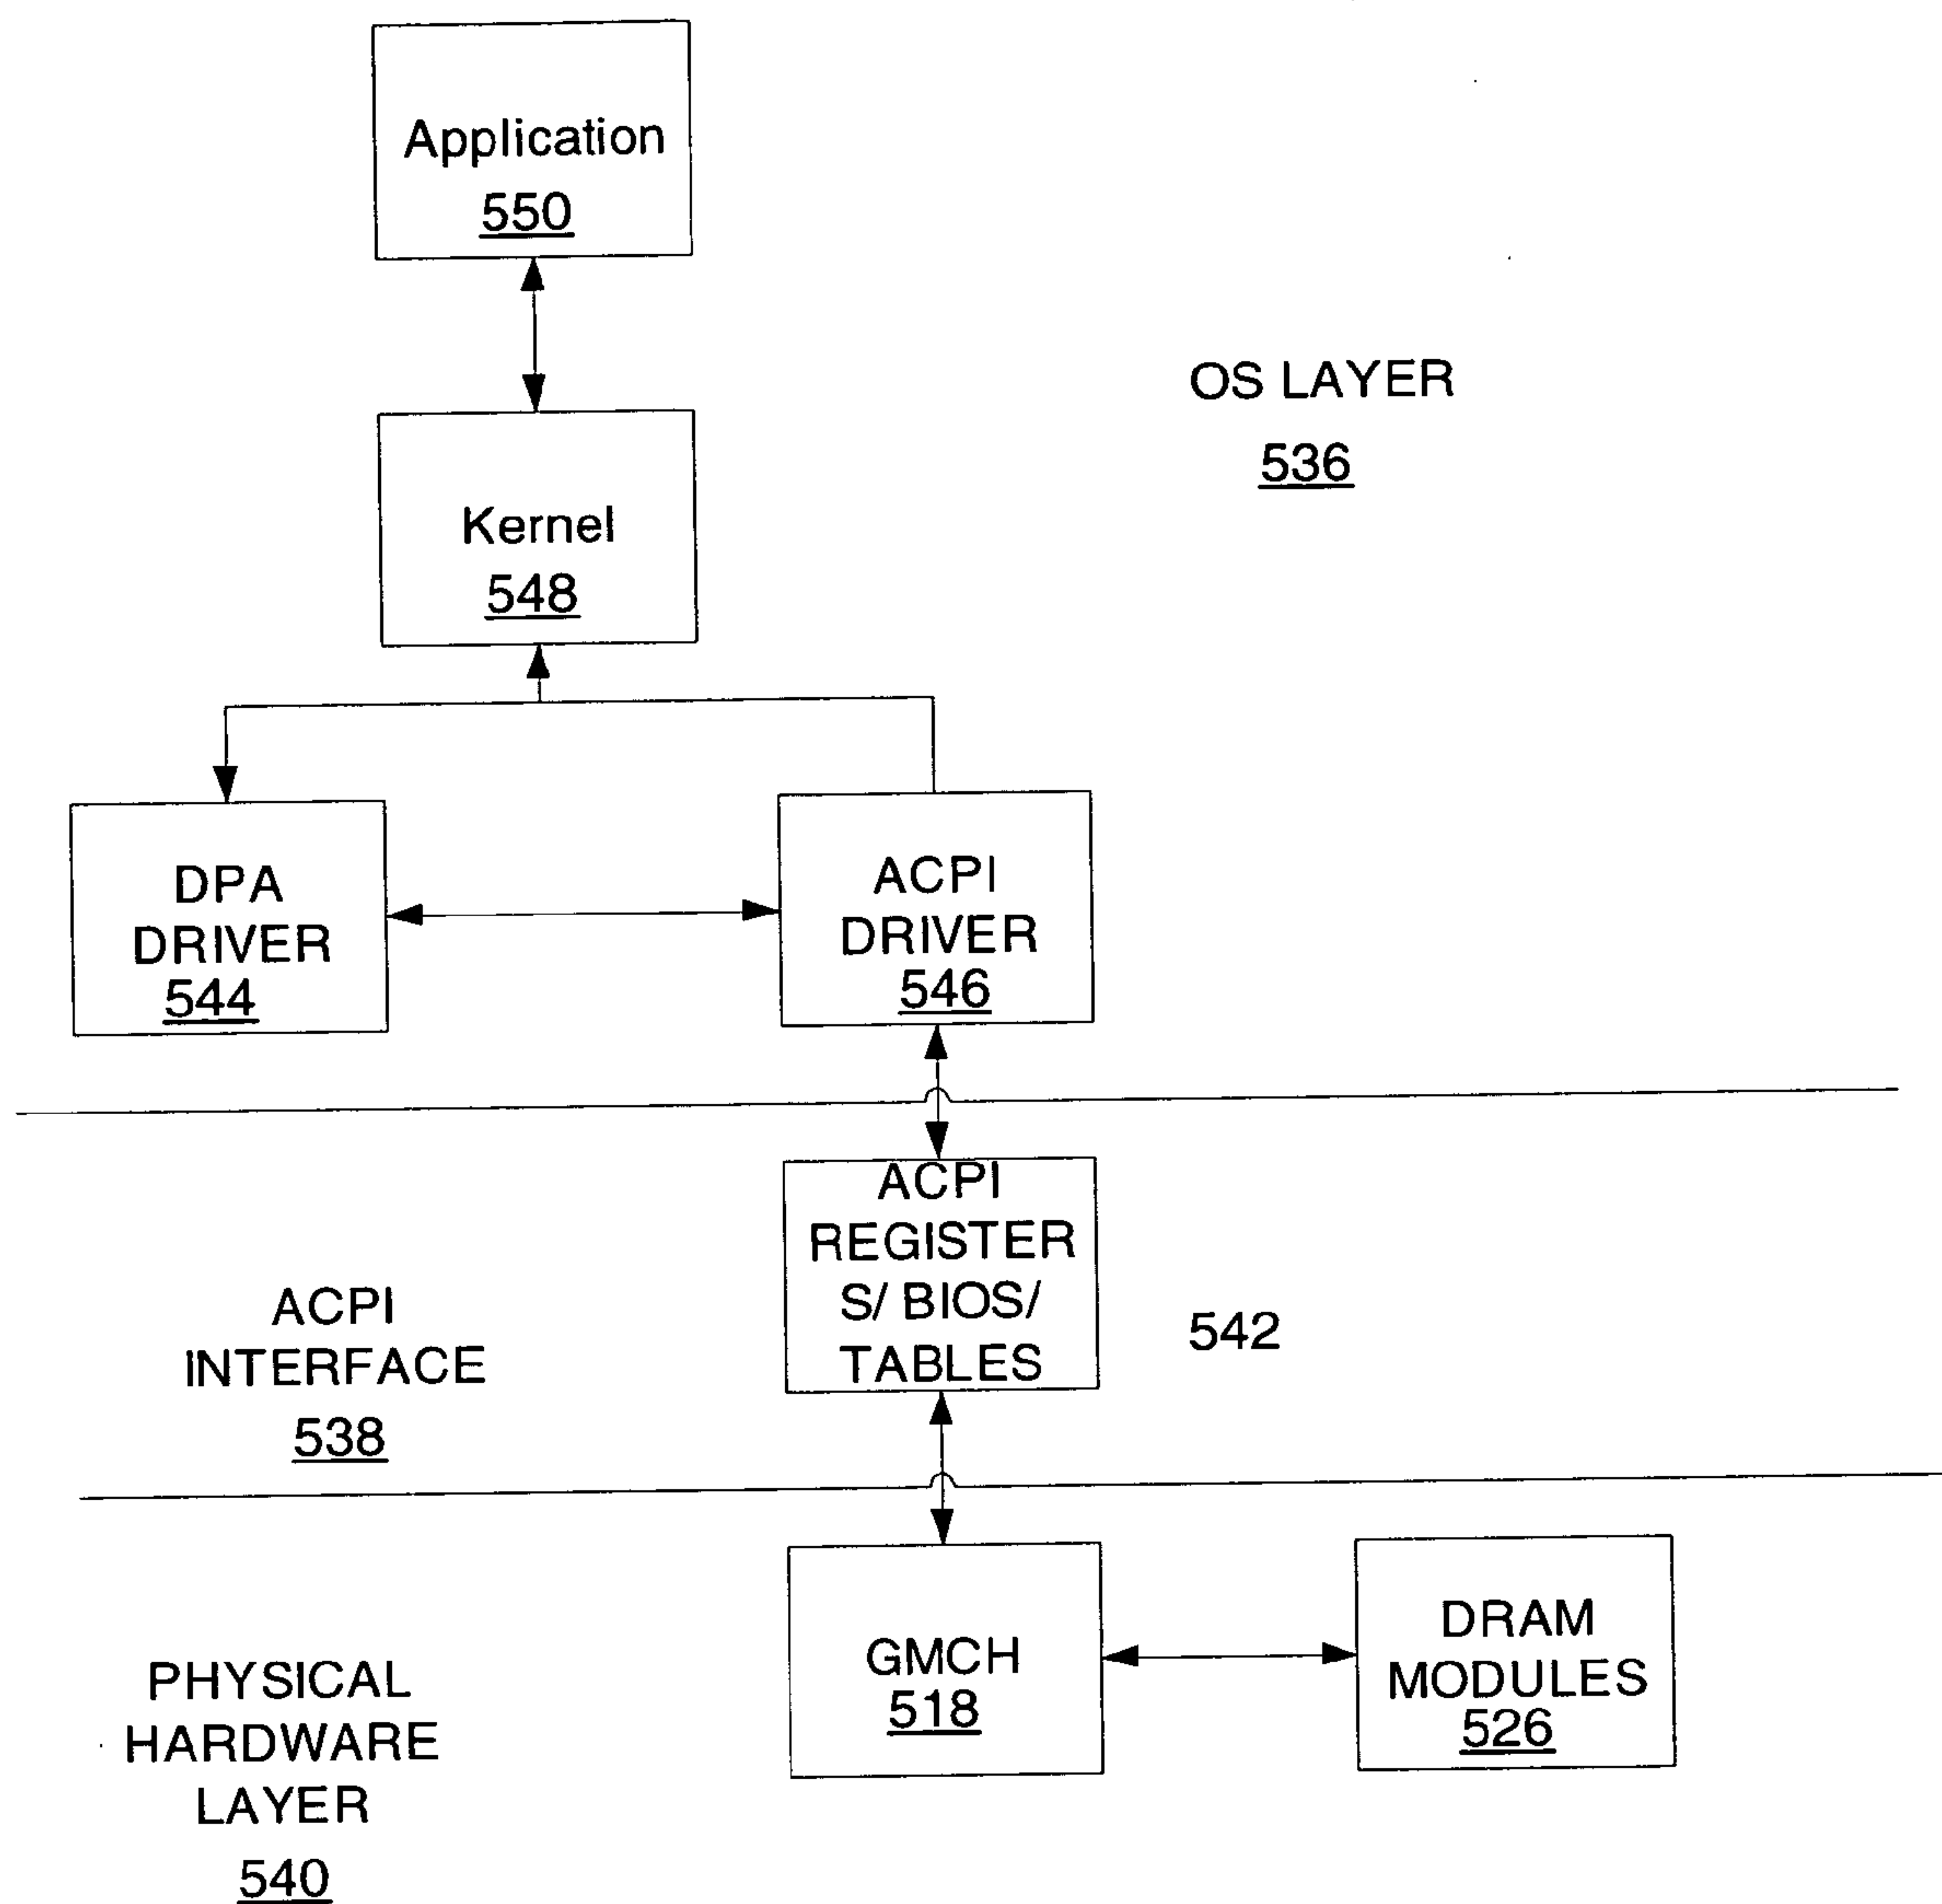 Application
550
OS LAYER
536
Kernel
548
DPA
DRIVER
544
ACPI
DRIVER
546
ACPI
REGISTER
S/ BIOS/
TABLES
542
ACPI
INTERFACE
538
GMCH
518
DRAM
MODULES
526
PHYSICAL
HARDWARE
LAYER
540